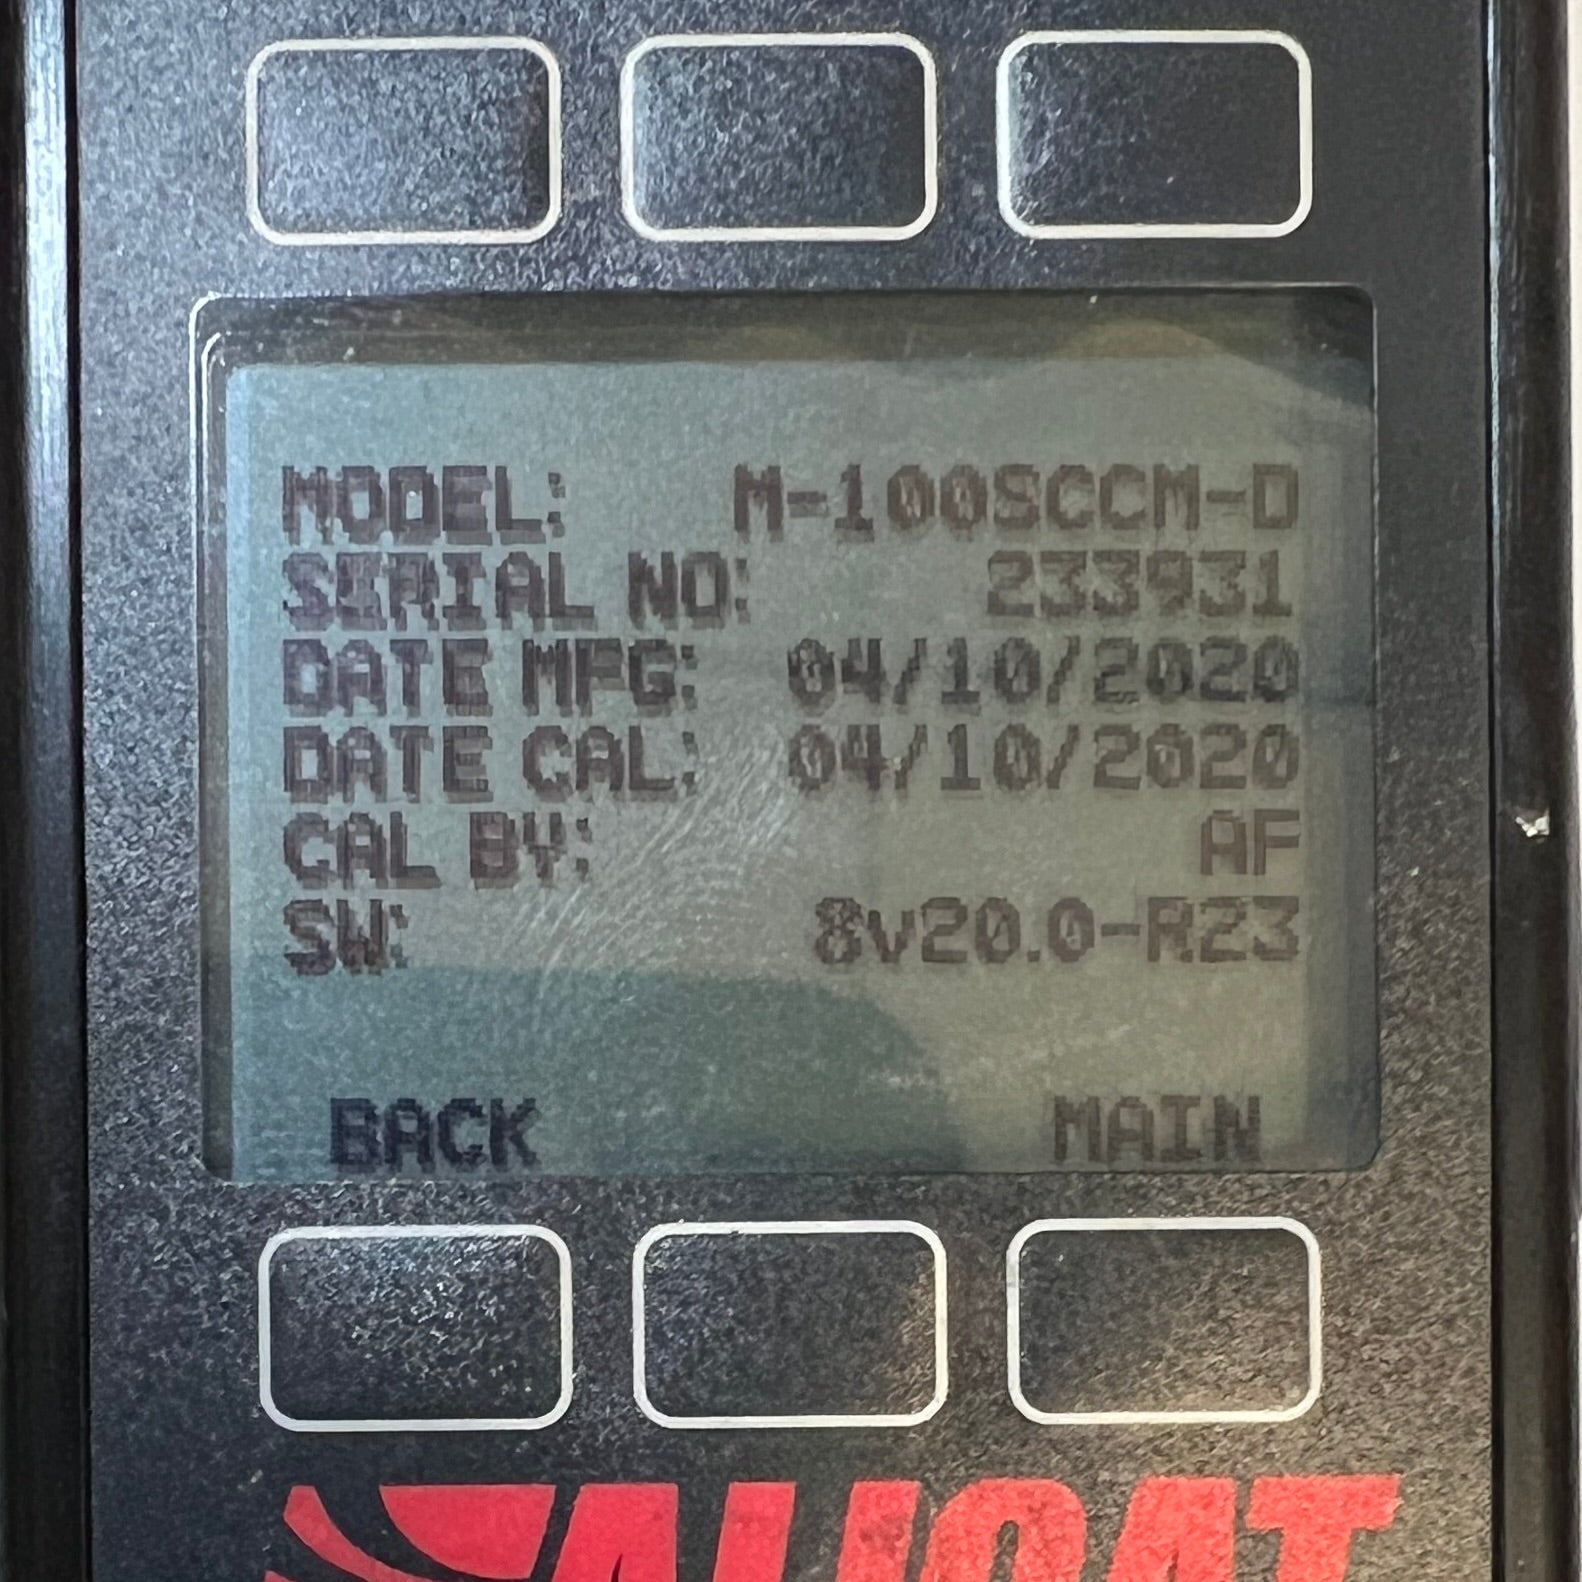 MODEL: M-100SCCM-D
SERIAL NO: 233931
DATE MFG: 04/10/2020
DATE CAL: 04/10/2020
CAL BY: AF
SW: 8v20.0-R23
BACK MAIN
ALICAT